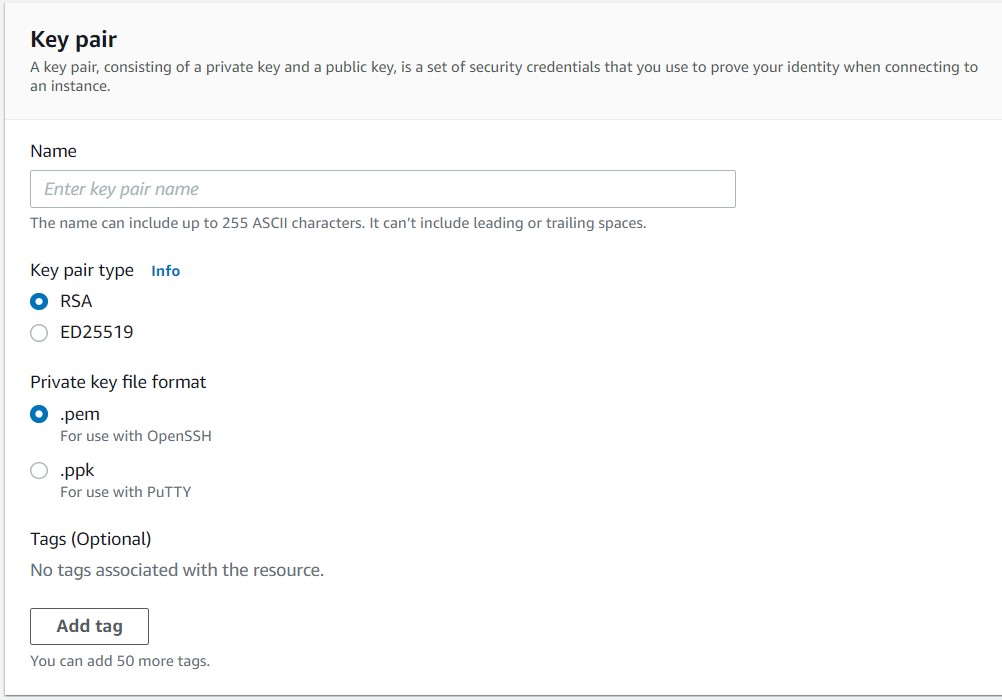 Key pair
A key pair, consisting of a private key and a public key, is a set of security credentials that you use to prove your identity when connecting to
an instance.
Name
Enter key pair name
The name can include up to 255 ASCII characters. It can't include leading or trailing spaces.
Key pair type Info
RSA
ED25519
Private key file format
.pem
For use with OpenSSH
.ppk
For use with PuTTY
Tags (Optional)
No tags associated with the resource.
Add tag
You can add 50 more tags.